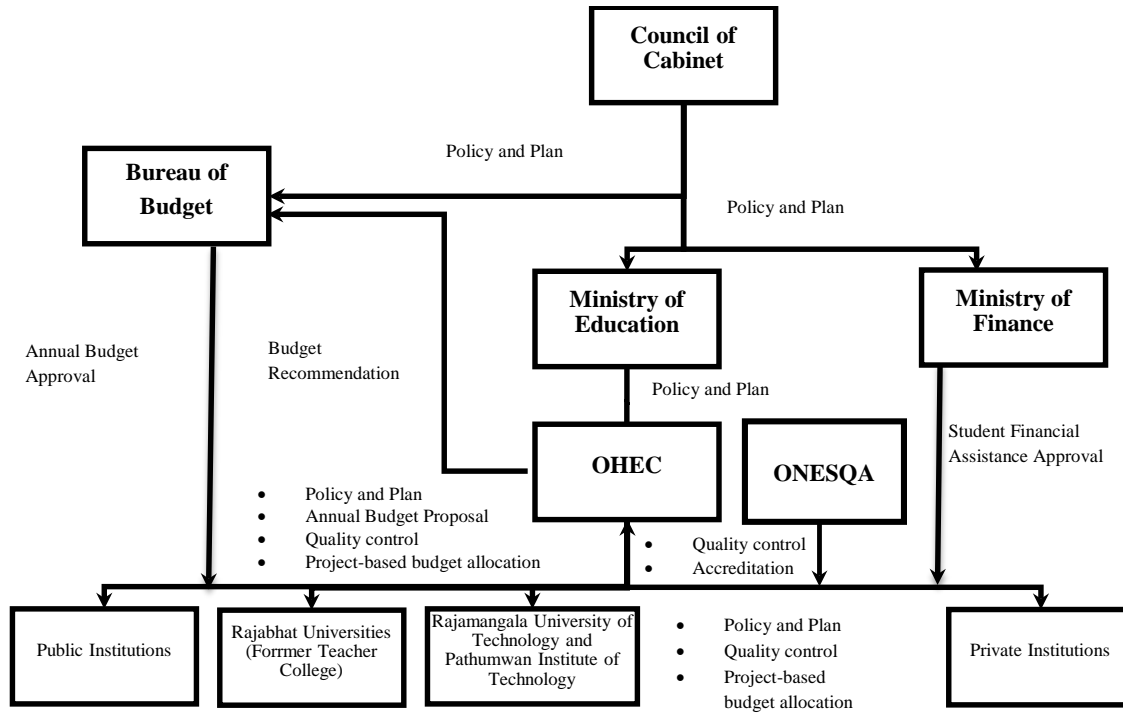 Council of
Cabinet
Policy and Plan
Bureau of
Budget
Policy and Plan
Ministry of
Education
Ministry of
Finance
Annual Budget
Approval
Budget
Recommendation
Policy and Plan
Student Financial
Assistance Approval
OHEC
ONESQA
• Policy and Plan
• Annual Budget Proposal
• Quality control
• Project-based budget allocation
• Quality control
• Accreditation
Public Institutions
Rajabhat Universities
(Forrmer Teacher
College)
Rajamangala University of
Technology and
Pathumwan Institute of
Technology
• Policy and Plan
• Quality control
• Project-based
budget allocation
Private Institutions